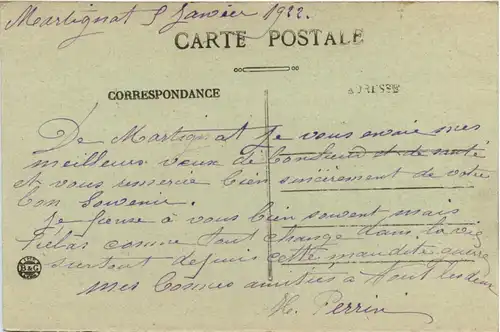 Martignat 5 Janvier 1922.
CARTE POSTALE
CORRESPONDANCE
ADRESSE
De Martignat je vous envoie mes
meilleurs vœux de bonheur et de santé
et vous remercie bien sincèrement de votre
bon souvenir.
Je pense à vous bien souvent mais
hélas comme tout change dans la vie
surtout depuis cette maudite guerre
mes bonnes amitiés à tout les deux
Perrin
B&G